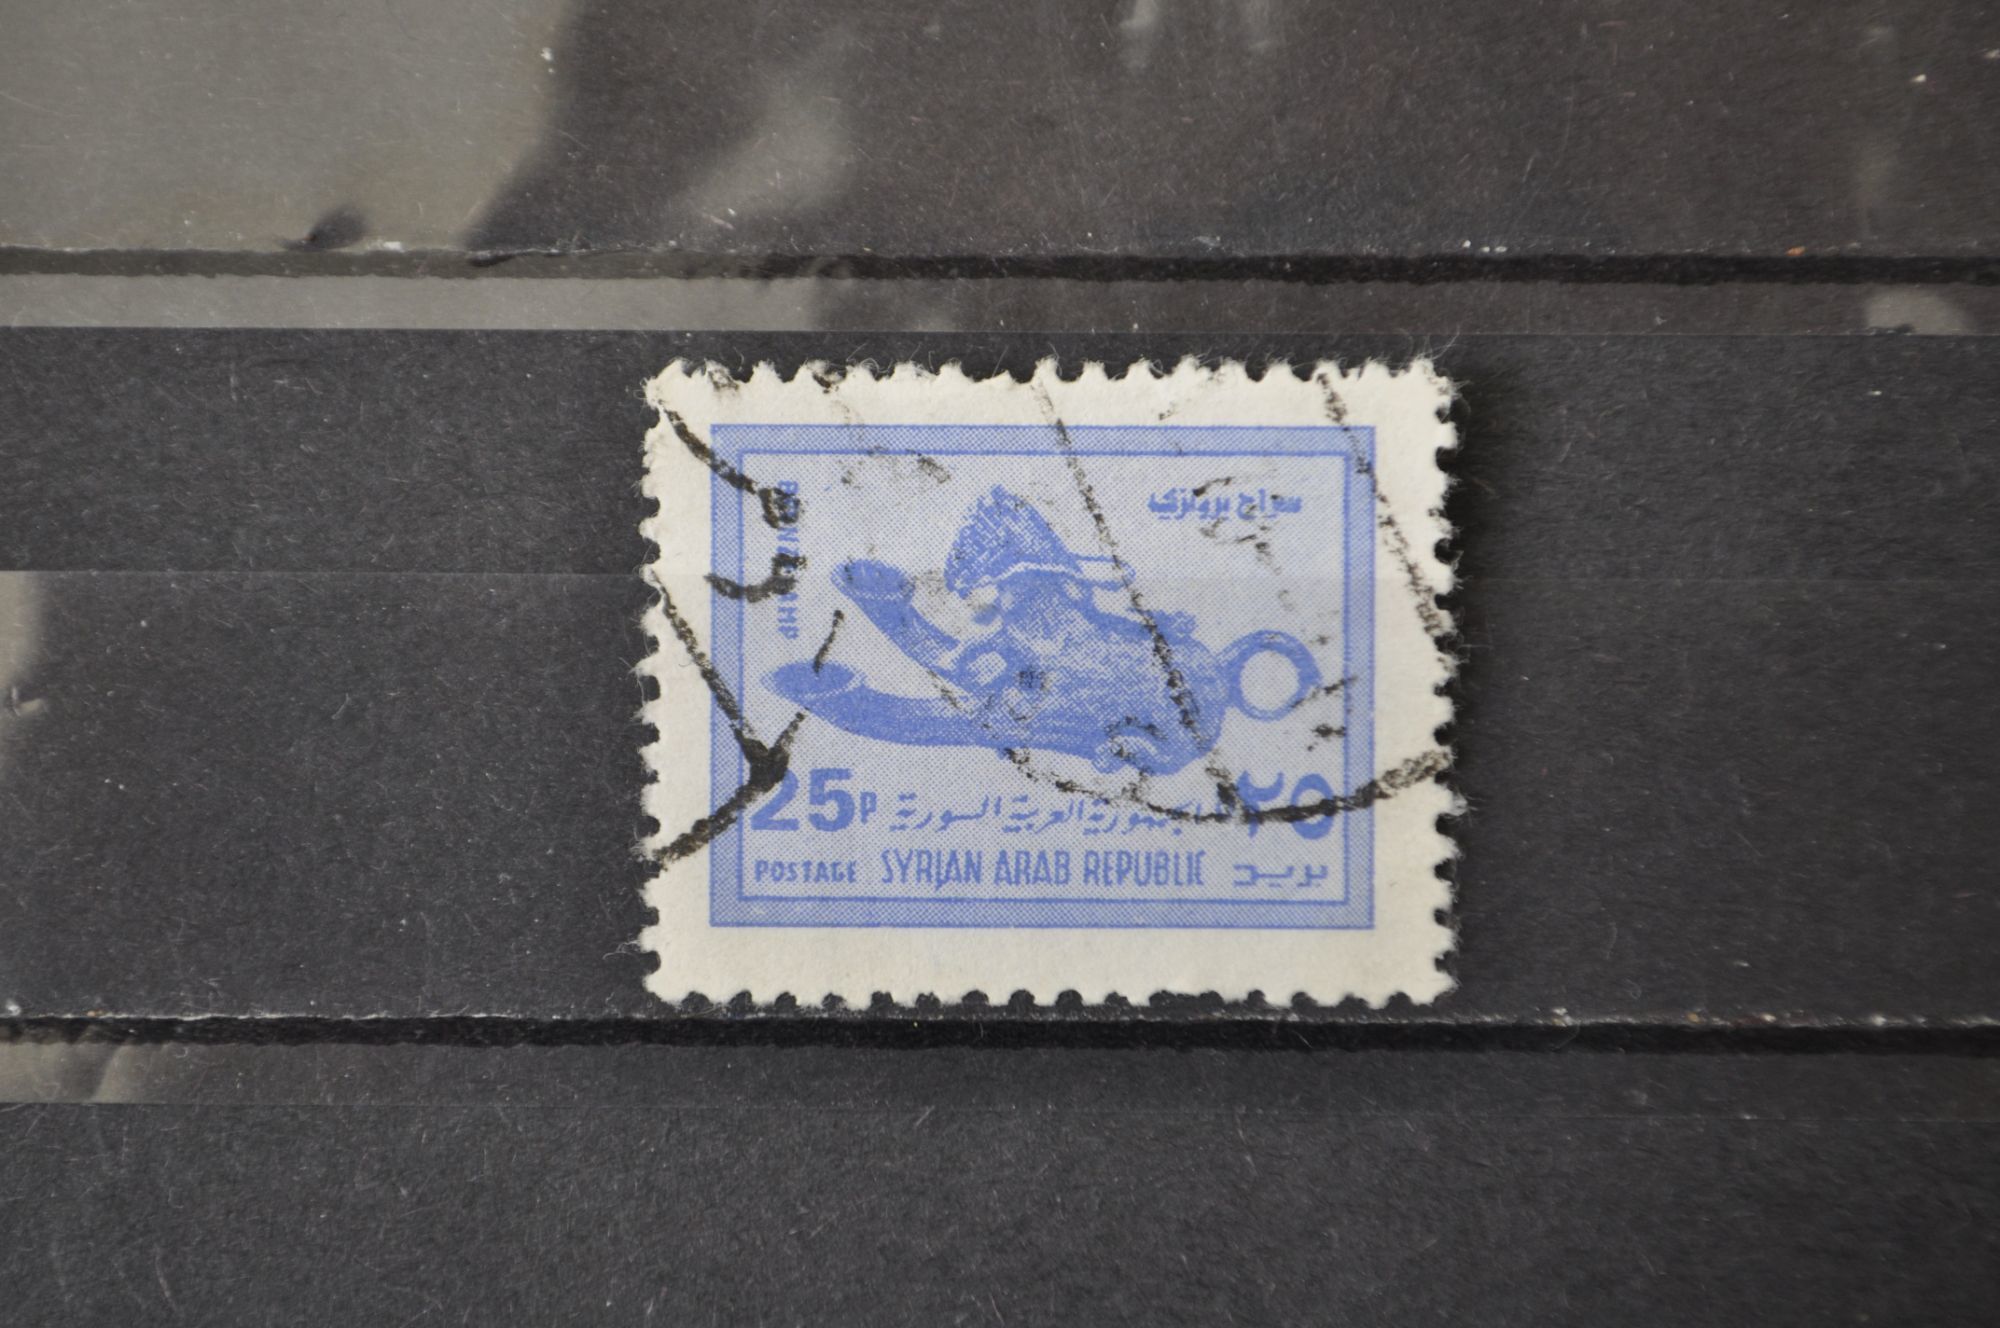 سراج برونزي
BRONZE LAMP
25P الجمهورية العربية السورية ٢٥
POSTAGE SYRIAN ARAB REPUBLIC بريد